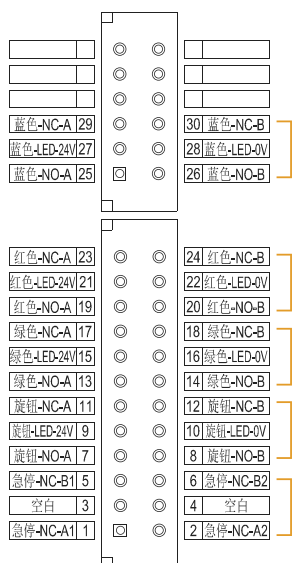 蓝色-NC-A 29 30 蓝色-NC-B
蓝色-LED-24V 27 28 蓝色-LED-0V
蓝色-NO-A 25 26 蓝色-NO-B
红色-NC-A 23 24 红色-NC-B
红色-LED-24V 21 22 红色-LED-0V
红色-NO-A 19 20 红色-NO-B
绿色-NC-A 17 18 绿色-NC-B
绿色-LED-24V 15 16 绿色-LED-0V
绿色-NO-A 13 14 绿色-NO-B
旋钮-NC-A 11 12 旋钮-NC-B
旋钮-LED-24V 9 10 旋钮-LED-0V
旋钮-NO-A 7 8 旋钮-NO-B
急停-NC-B1 5 6 急停-NC-B2
空白 3 4 空白
急停-NC-A1 1 2 急停-NC-A2